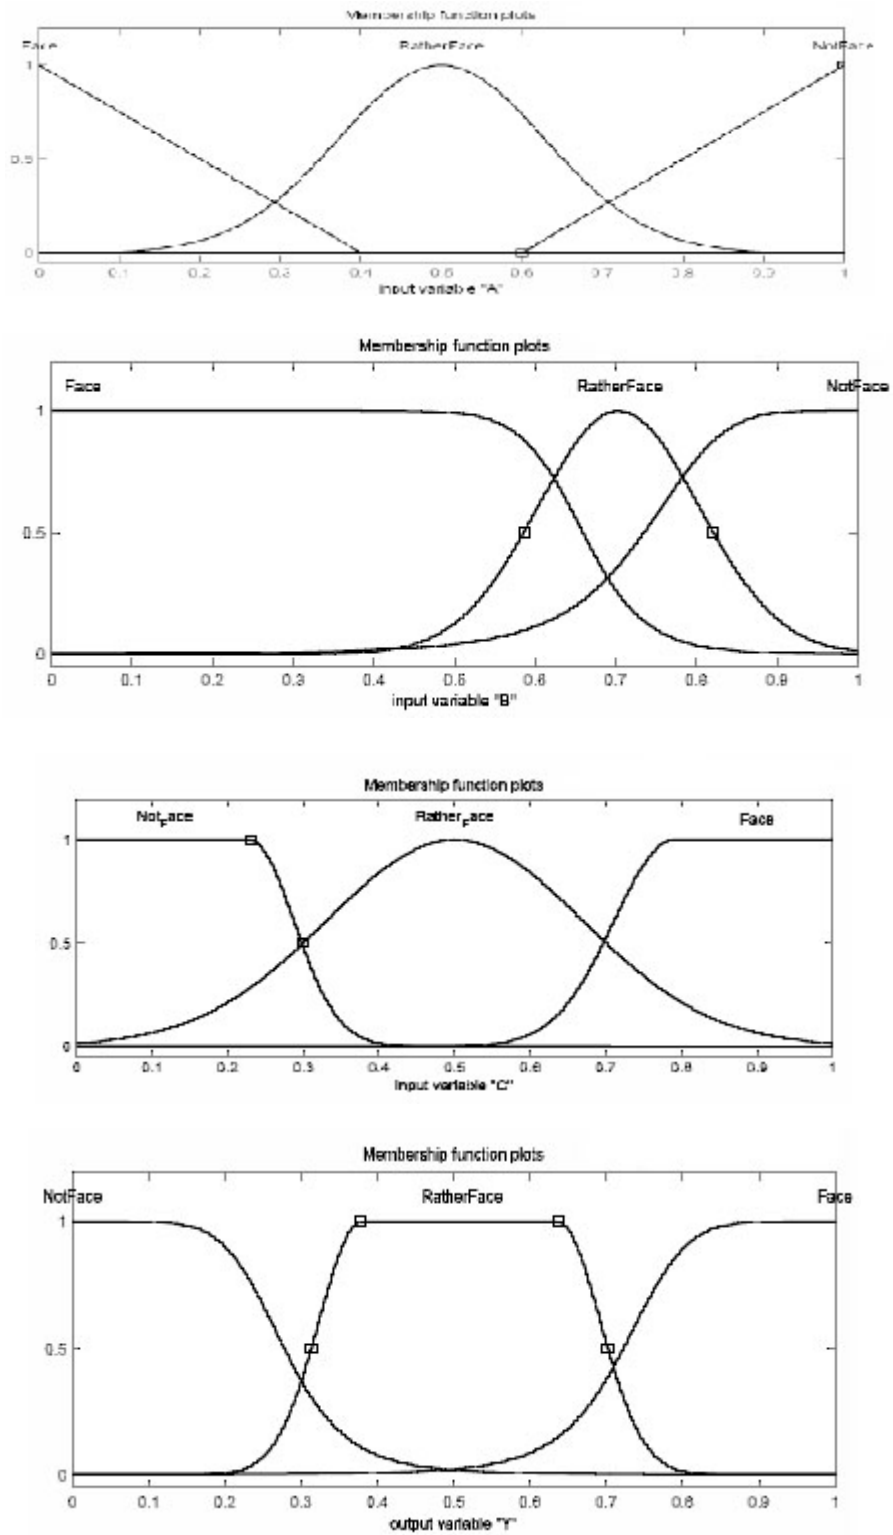 Membership function plots
Face RatherFace NotFace
1
0.5
0
0 0.1 0.2 0.3 0.4 0.5 0.6 0.7 0.8 0.9 1
input variable "A"
Membership function plots
Face RatherFace NotFace
1
0.5
0
0 0.1 0.2 0.3 0.4 0.5 0.6 0.7 0.8 0.9 1
input variable "B"
Membership function plots
Not_Face Rather_Face Face
1
0.5
0
0 0.1 0.2 0.3 0.4 0.5 0.6 0.7 0.8 0.9 1
input variable "C"
Membership function plots
NotFace RatherFace Face
1
0.5
0
0 0.1 0.2 0.3 0.4 0.5 0.6 0.7 0.8 0.9 1
output variable "Y"